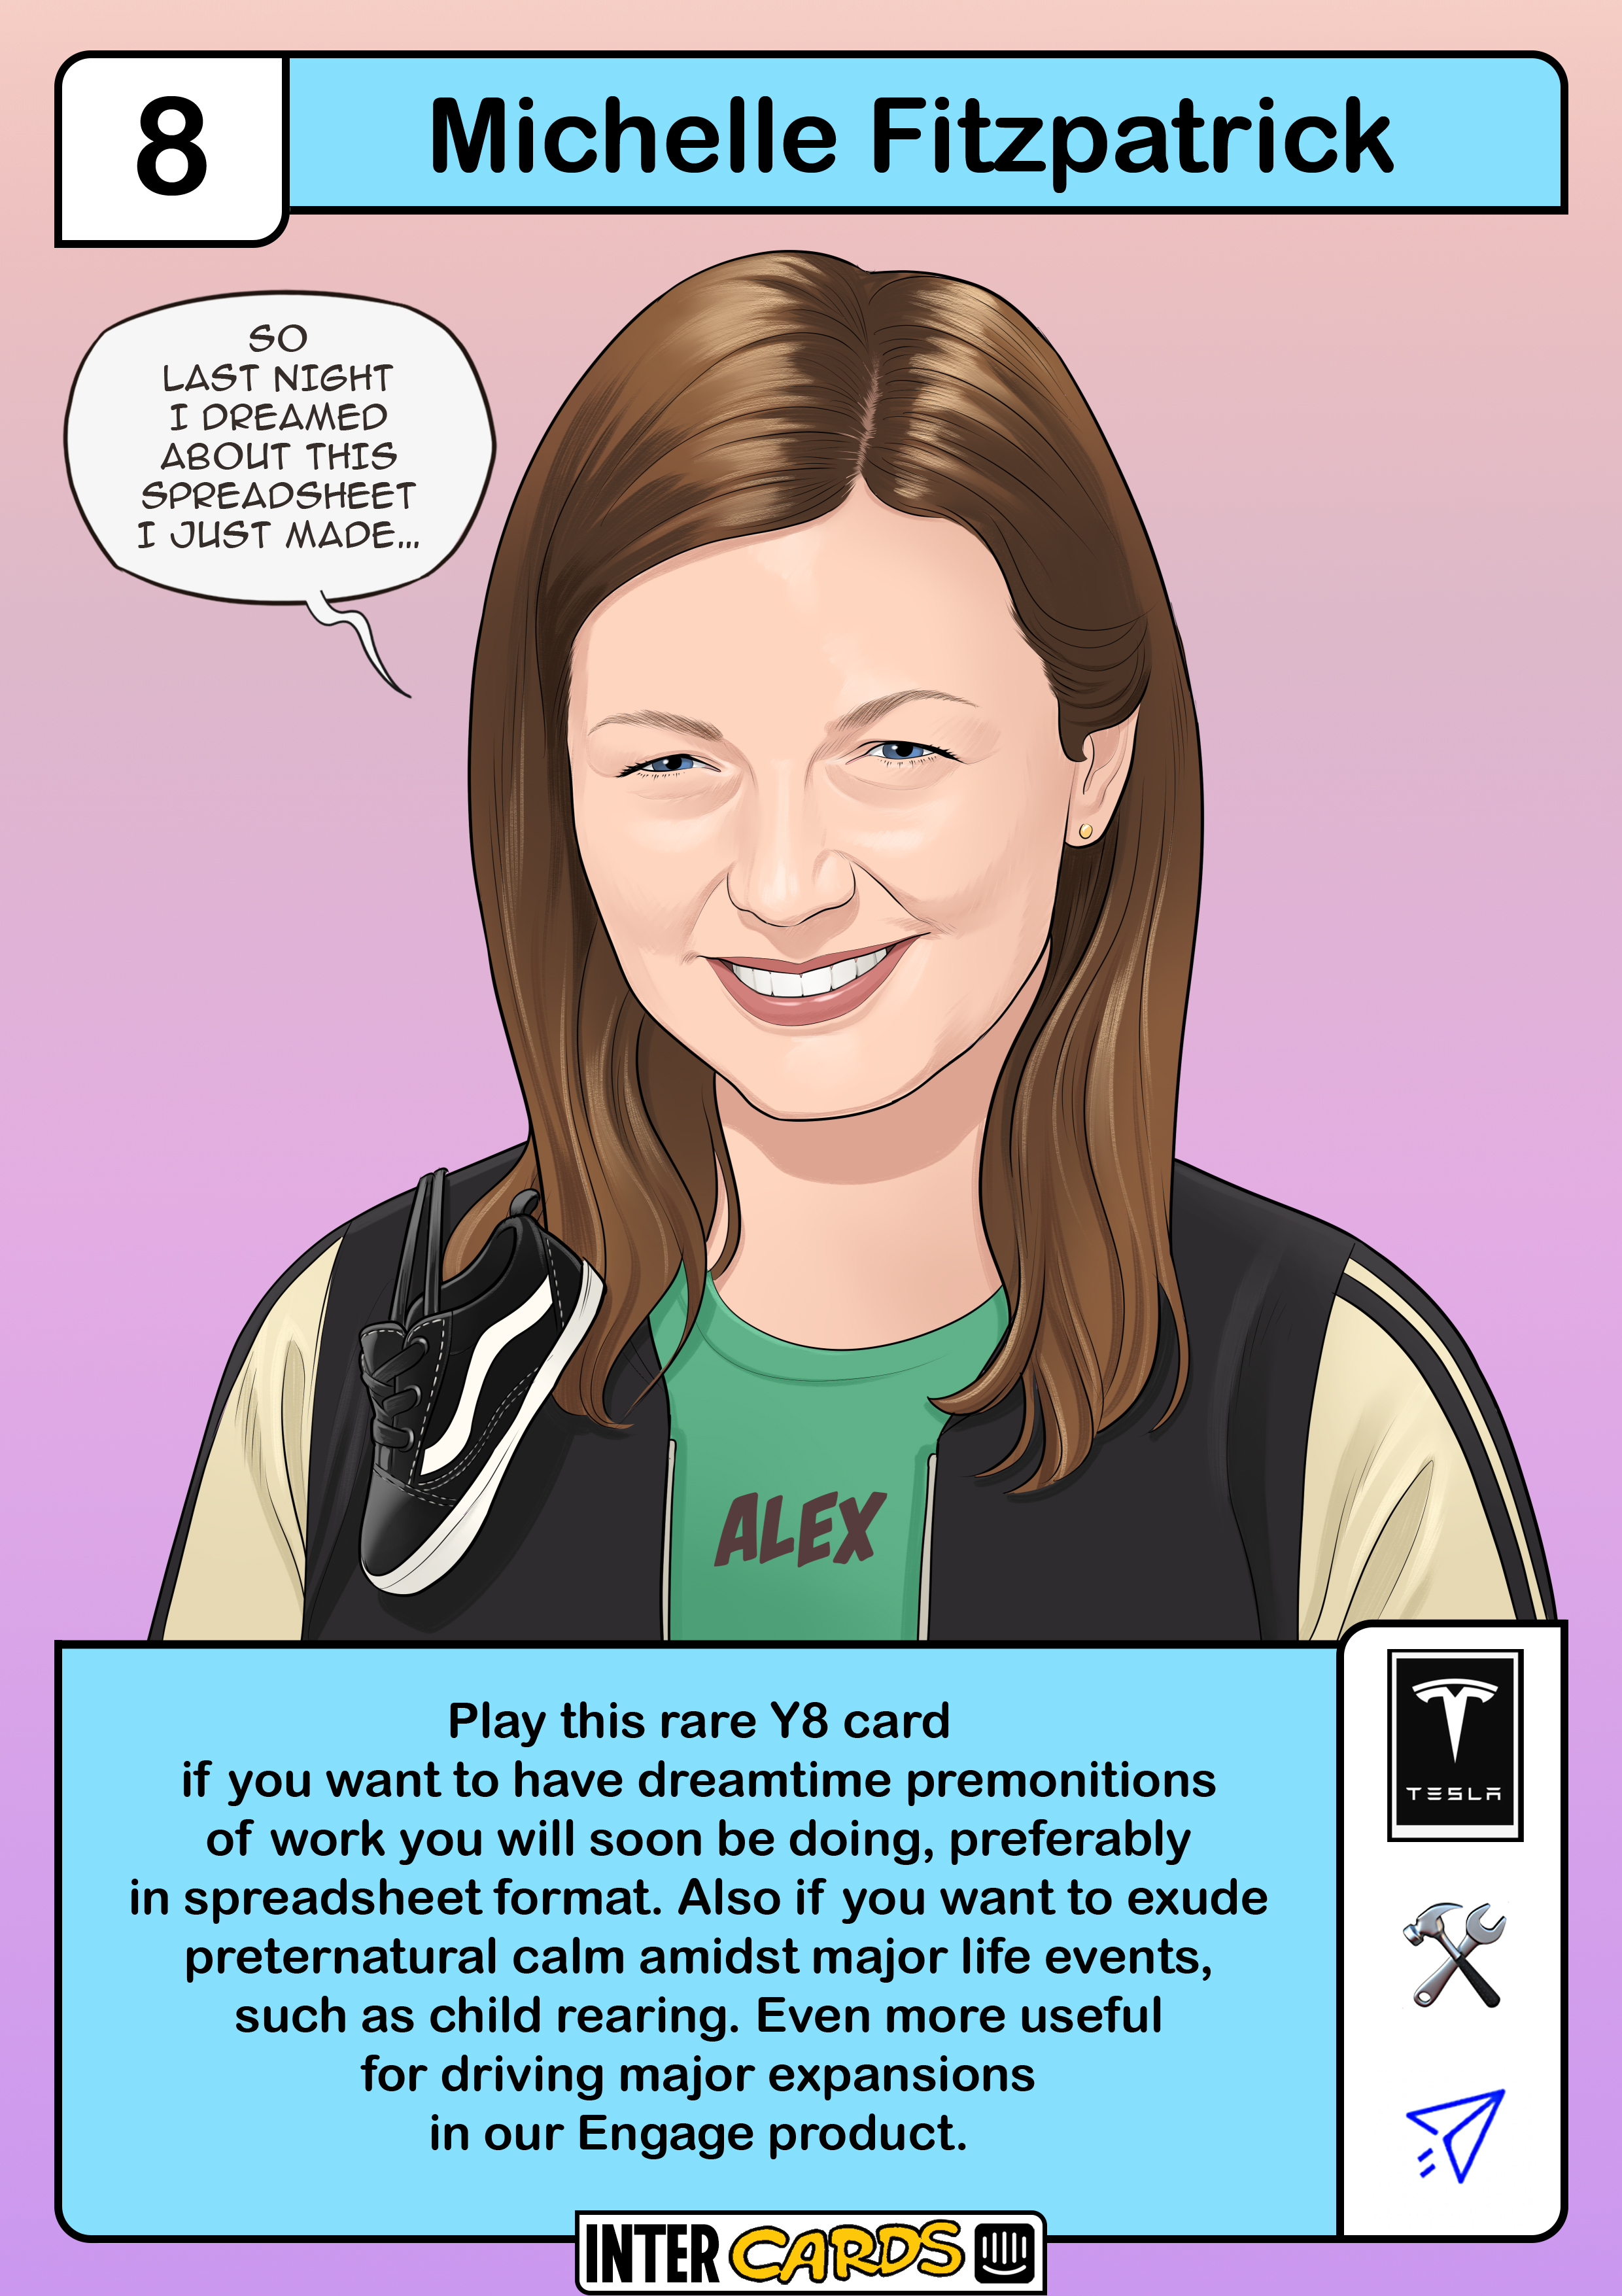 8
Michelle Fitzpatrick
SO
LAST NIGHT
I DREAMED
ABOUT THIS
SPREADSHEET
I JUST MADE...
ALEX
Play this rare Y8 card
if you want to have dreamtime premonitions
of work you will soon be doing, preferably
in spreadsheet format. Also if you want to exude
preternatural calm amidst major life events,
such as child rearing. Even more useful
for driving major expansions
in our Engage product.
TESLA
INTER CARDS